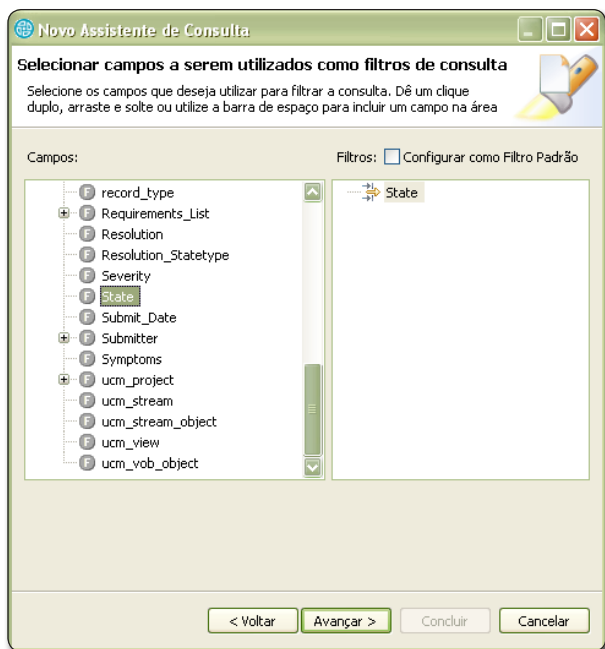 Novo Assistente de Consulta
Selecionar campos a serem utilizados como filtros de consulta
Selecione os campos que deseja utilizar para filtrar a consulta. Dê um clique
duplo, arraste e solte ou utilize a barra de espaço para incluir um campo na área
Campos:
Filtros: Configurar como Filtro Padrão
record_type
Requirements_List
Resolution
Resolution_Statetype
Severity
State
Submit_Date
Submitter
Symptoms
ucm_project
ucm_stream
ucm_stream_object
ucm_view
ucm_vob_object
State
< Voltar
Avançar >
Concluir
Cancelar